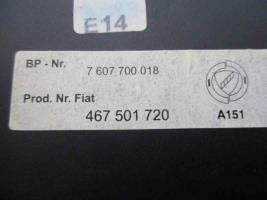 E14
BP - Nr. 7 607 700 018
Prod. Nr. Fiat
467 501 720 A151